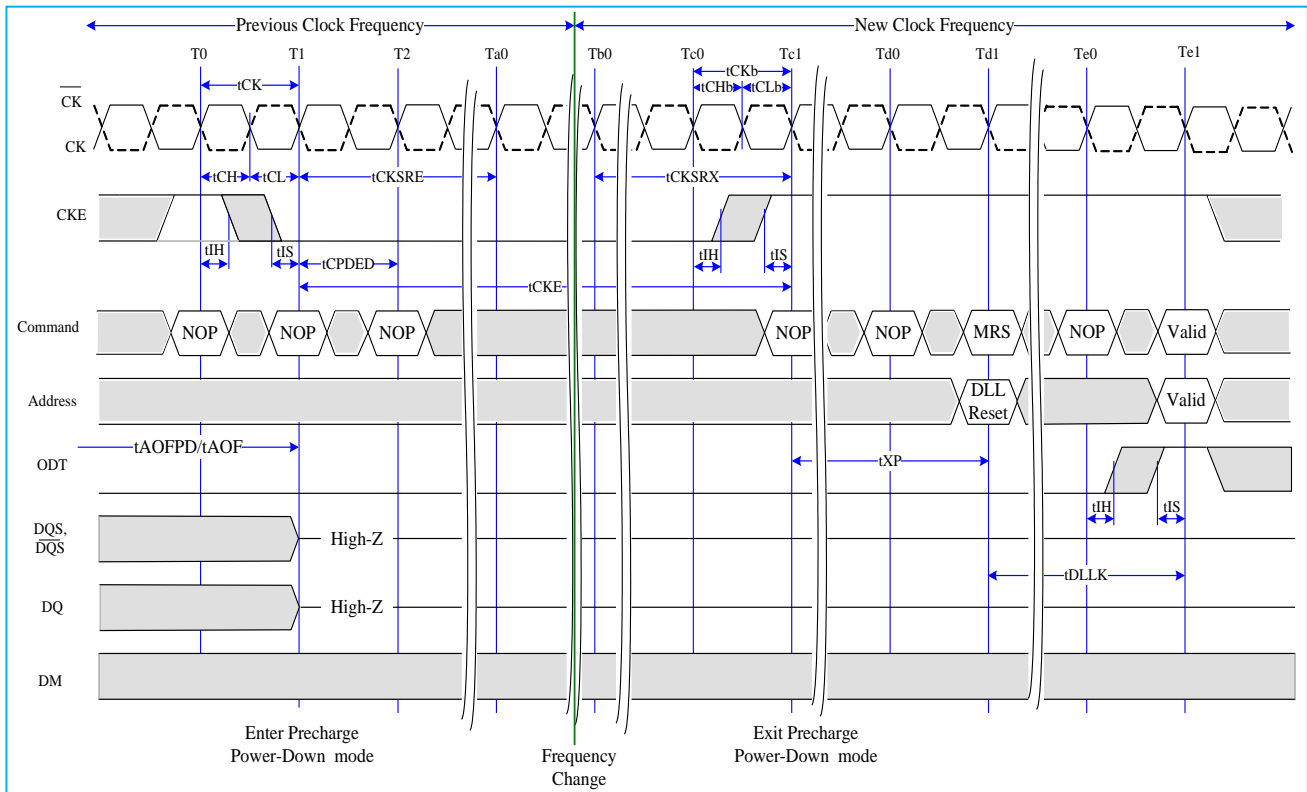 Previous Clock Frequency New Clock Frequency
T0 T1 T2 Ta0 Tb0 Tc0 Tc1 Td0 Td1 Te0 Te1
tCK tCKb
tCHb tCLb
CK
CK
tCH tCL tCKSRE tCKSRX
CKE
tIH tIS tCPDED tIH tIS
tCKE
Command NOP NOP NOP NOP NOP MRS NOP Valid
Address DLL Reset Valid
tAOFPD/tAOF
ODT tXP
tIH tIS
DQS, DQS High-Z
tDLLK
DQ High-Z
DM
Enter Precharge Power-Down mode
Frequency Change
Exit Precharge Power-Down mode